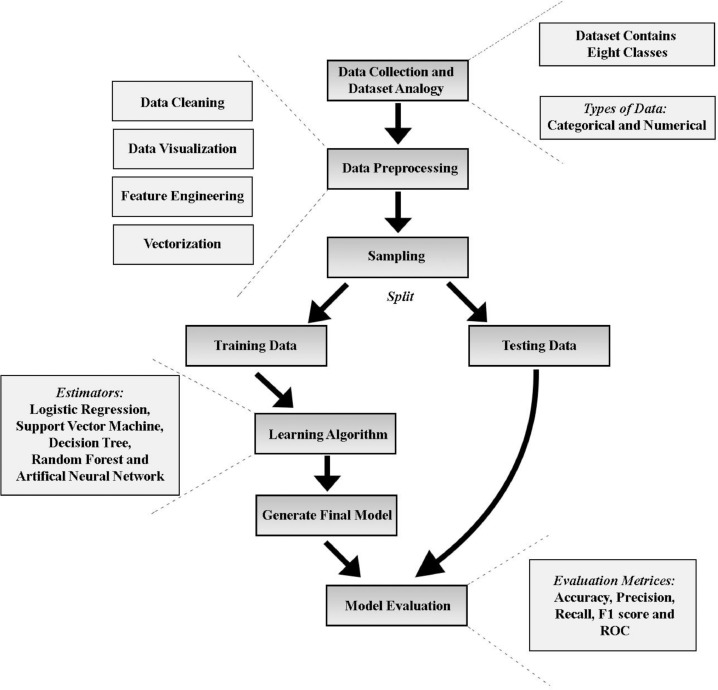 Dataset Contains
Eight Classes
Data Collection and
Dataset Analogy
Types of Data:
Categorical and Numerical
Data Cleaning
Data Visualization
Feature Engineering
Vectorization
Data Preprocessing
Sampling
Split
Training Data
Testing Data
Estimators:
Logistic Regression,
Support Vector Machine,
Decision Tree,
Random Forest and
Artifical Neural Network
Learning Algorithm
Generate Final Model
Model Evaluation
Evaluation Metrices:
Accuracy, Precision,
Recall, F1 score and
ROC